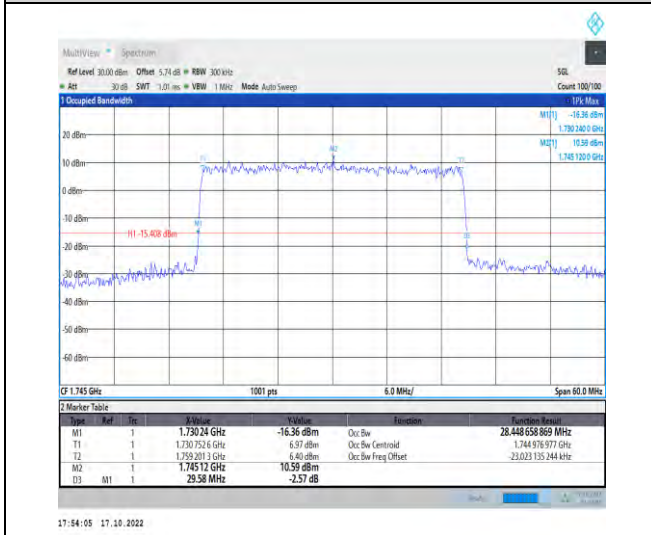 MultiView Spectrum
Ref Level 30.00 dBm Offset 5.74 dB RBW 300 kHz SGL
Att 30 dB SWT 1.01 ms VBW 1 MHz Mode Auto Sweep Count 100/100
1 Occupied Bandwidth 1Pk Max
M1[1] -16.36 dBm
1.730 240 0 GHz
M2[1] 10.59 dBm
1.745 120 0 GHz
20 dBm
M2
T1
10 dBm
0 dBm
-10 dBm
M1
H1 -15.408 dBm
D3
-20 dBm
-30 dBm
-40 dBm
-50 dBm
-60 dBm
CF 1.745 GHz 1001 pts 6.0 MHz/ Span 60.0 MHz
2 Marker Table
Type Ref Trc X-Value Y-Value Function Function Result
M1 1 1.73024 GHz -16.36 dBm Occ Bw 28.448 658 869 MHz
T1 1 1.730 752 6 GHz 6.97 dBm Occ Bw Centroid 1.744 976 977 GHz
T2 1 1.759 201 3 GHz 6.40 dBm Occ Bw Freq Offset -23.023 135 244 kHz
M2 1 1.74512 GHz 10.59 dBm
D3 M1 1 29.58 MHz -2.57 dB
17:54:05 17.10.2022